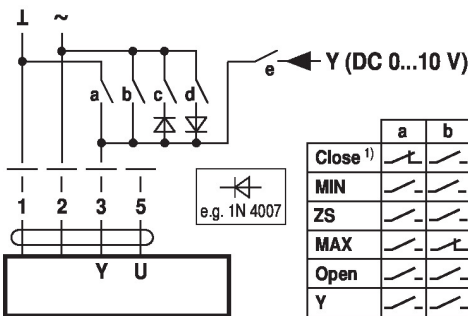 ⊥ ~
a b c d e
Y (DC 0...10 V)
1 2 3 5
Y U
e.g. 1N 4007
a b
Close 1)
MIN
ZS
MAX
Open
Y